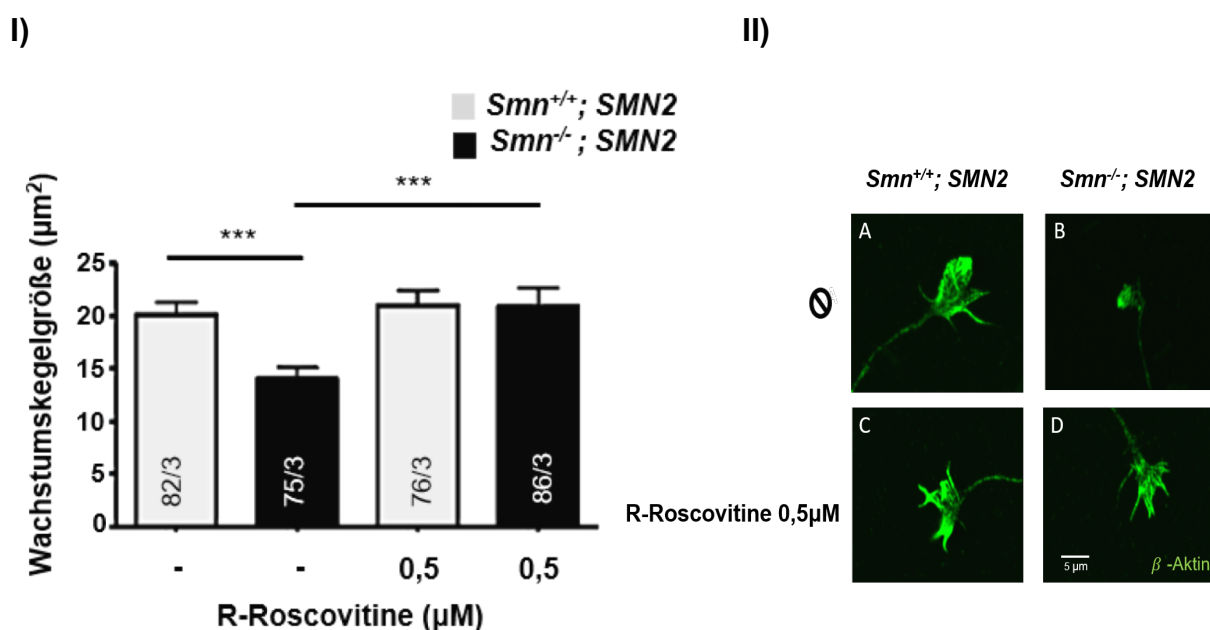 I)
II)
Smn+/+; SMN2
Smn-/- ; SMN2
Wachstumskegelgröße (µm2)
25
20
15
10
5
0
***
***
82/3
75/3
76/3
86/3
-
-
0,5
0,5
R-Roscovitine (µM)
Smn+/+; SMN2
Smn-/-; SMN2
A
B
C
D
R-Roscovitine 0,5µM
5 µm
β -Aktin